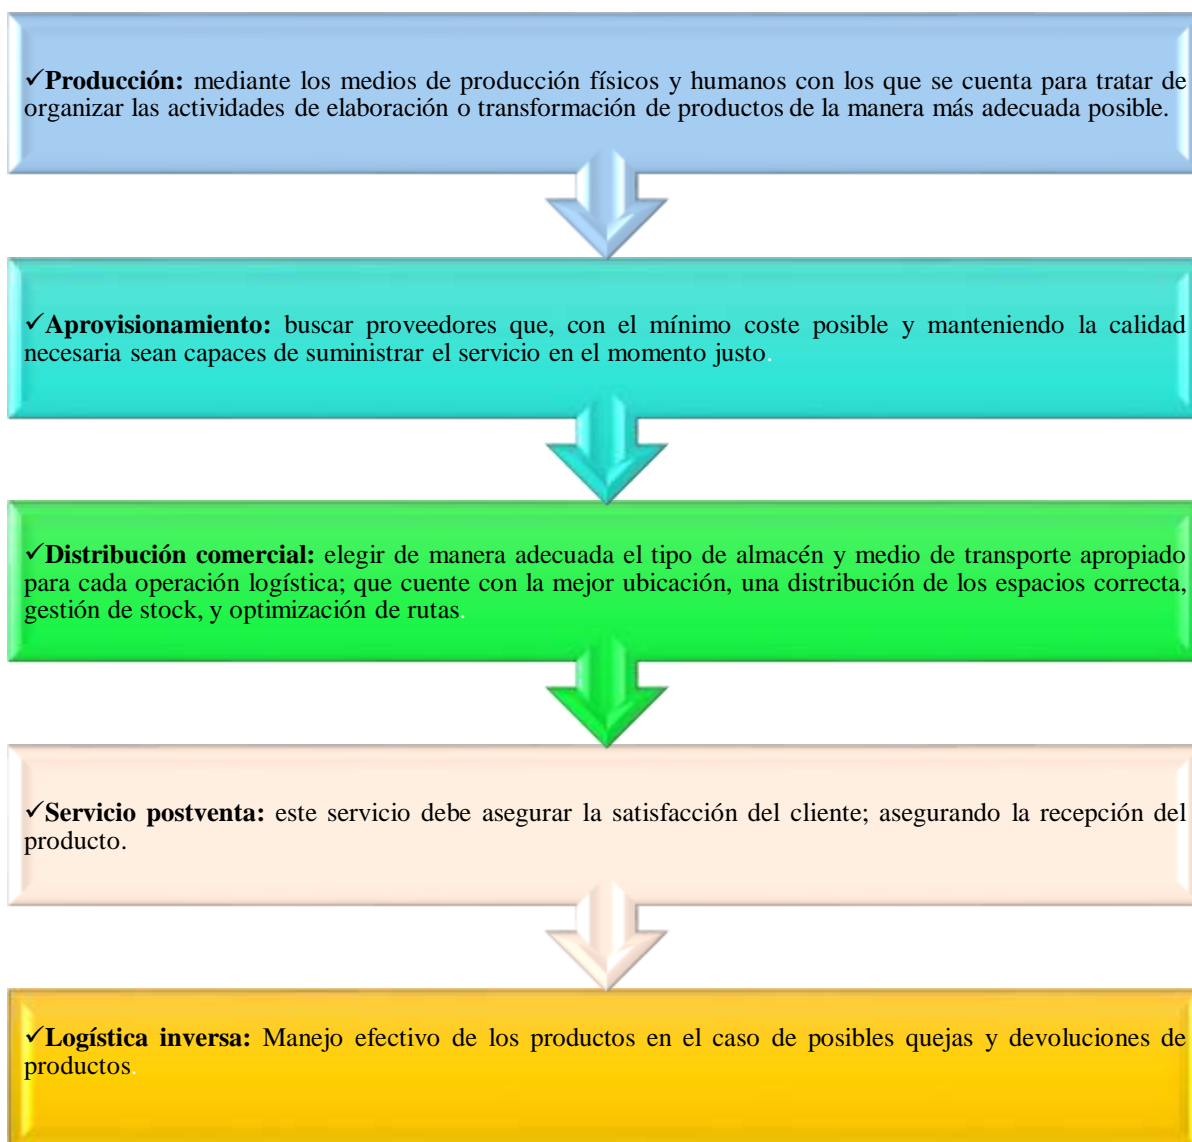 ✓Producción: mediante los medios de producción físicos y humanos con los que se cuenta para tratar de
organizar las actividades de elaboración o transformación de productos de la manera más adecuada posible.
✓Aprovisionamiento: buscar proveedores que, con el mínimo coste posible y manteniendo la calidad
necesaria sean capaces de suministrar el servicio en el momento justo.
✓Distribución comercial: elegir de manera adecuada el tipo de almacén y medio de transporte apropiado
para cada operación logística; que cuente con la mejor ubicación, una distribución de los espacios correcta,
gestión de stock, y optimización de rutas.
✓Servicio postventa: este servicio debe asegurar la satisfacción del cliente; asegurando la recepción del
producto.
✓Logística inversa: Manejo efectivo de los productos en el caso de posibles quejas y devoluciones de
productos.